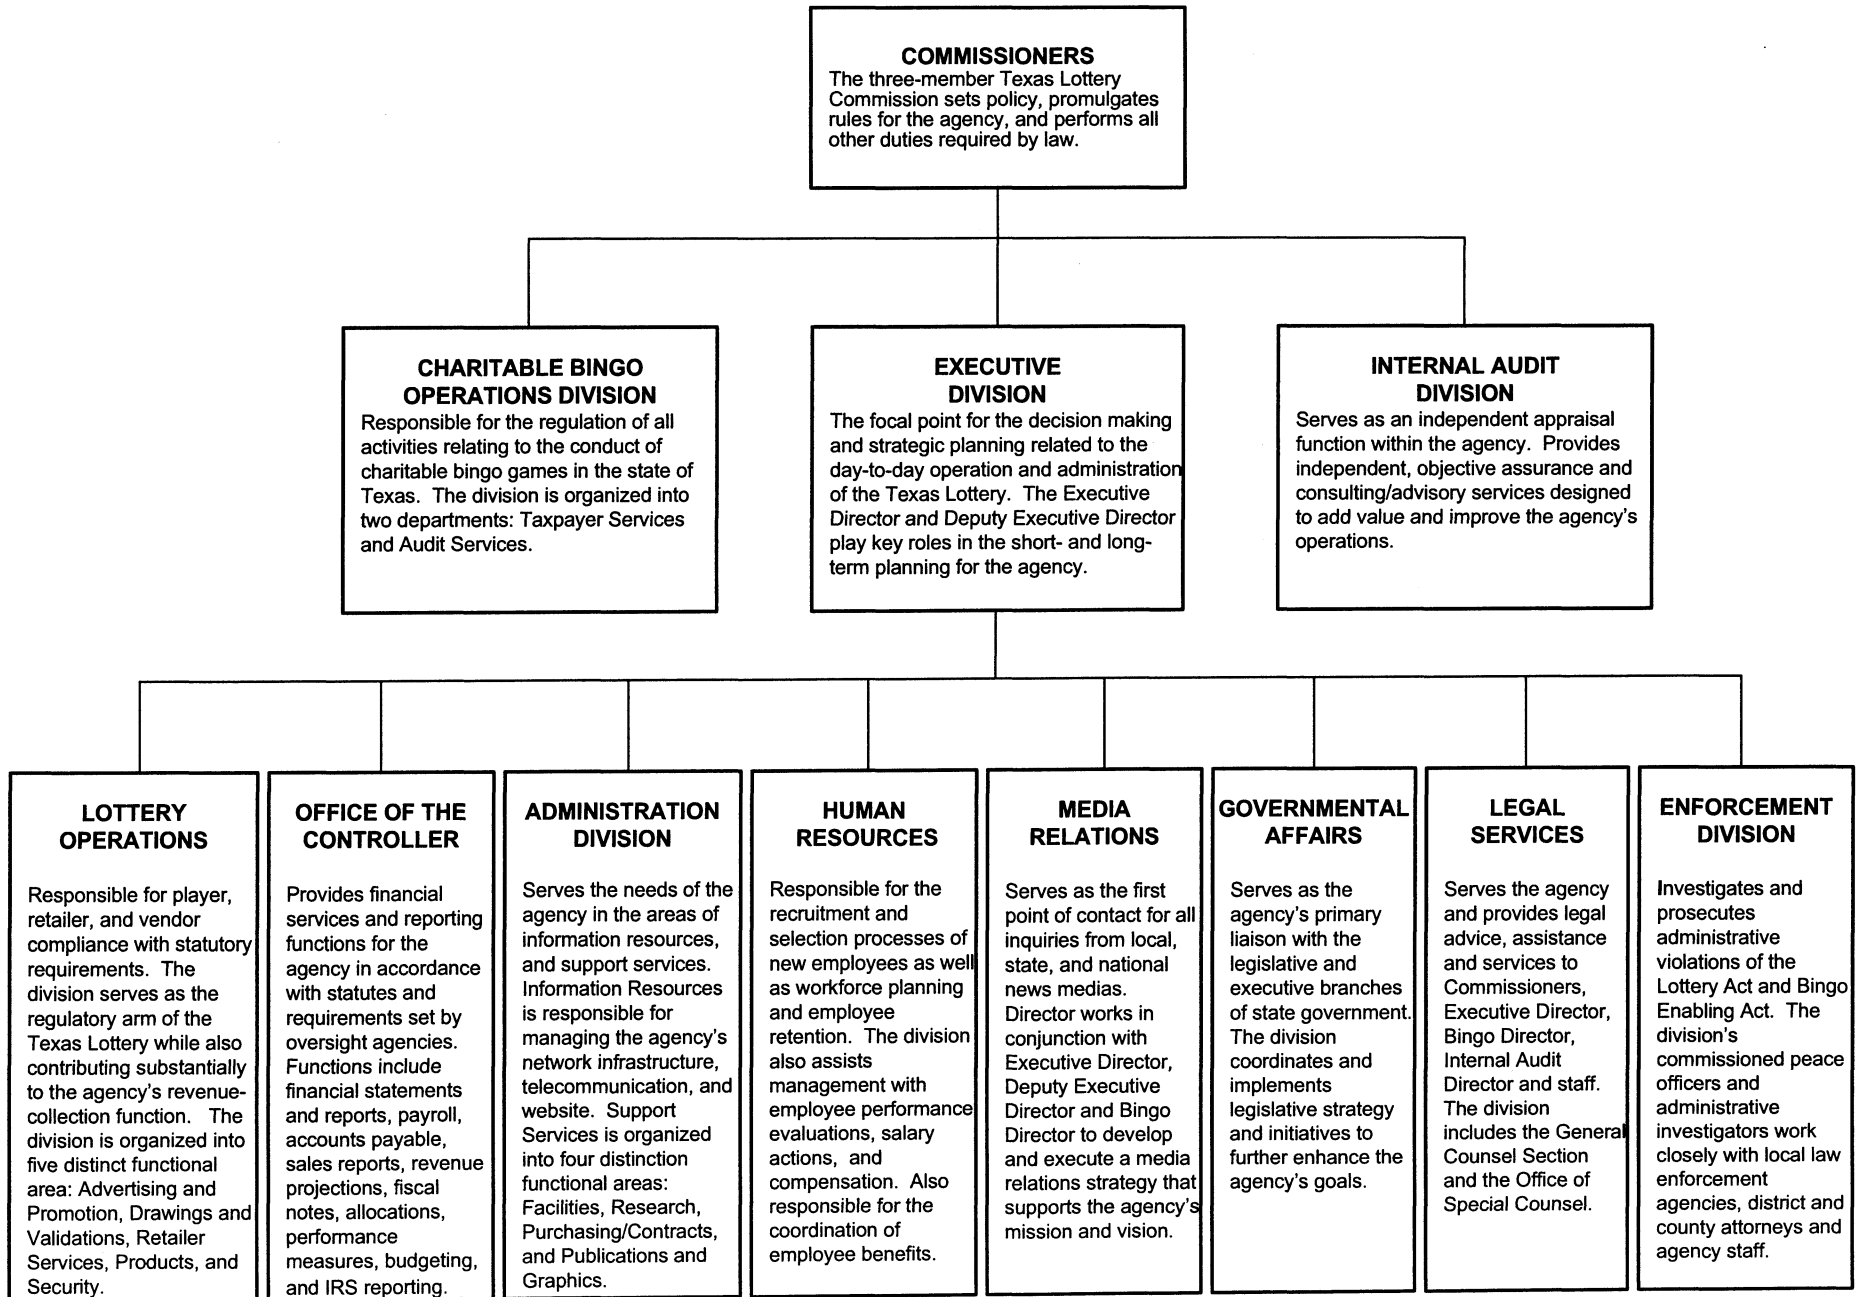 COMMISSIONERS
The three-member Texas Lottery
Commission sets policy, promulgates
rules for the agency, and performs all
other duties required by law.
CHARITABLE BINGO
OPERATIONS DIVISION
Responsible for the regulation of all
activities relating to the conduct of
charitable bingo games in the state of
Texas. The division is organized into
two departments: Taxpayer Services
and Audit Services.
EXECUTIVE
DIVISION
The focal point for the decision making
and strategic planning related to the
day-to-day operation and administration
of the Texas Lottery. The Executive
Director and Deputy Executive Director
play key roles in the short- and long-
term planning for the agency.
INTERNAL AUDIT
DIVISION
Serves as an independent appraisal
function within the agency. Provides
independent, objective assurance and
consulting/advisory services designed
to add value and improve the agency's
operations.
LOTTERY
OPERATIONS
Responsible for player,
retailer, and vendor
compliance with statutory
requirements. The
division serves as the
regulatory arm of the
Texas Lottery while also
contributing substantially
to the agency's revenue-
collection function. The
division is organized into
five distinct functional
area: Advertising and
Promotion, Drawings and
Validations, Retailer
Services, Products, and
Security.
OFFICE OF THE
CONTROLLER
Provides financial
services and reporting
functions for the
agency in accordance
with statutes and
requirements set by
oversight agencies.
Functions include
financial statements
and reports, payroll,
accounts payable,
sales reports, revenue
projections, fiscal
notes, allocations,
performance
measures, budgeting,
and IRS reporting.
ADMINISTRATION
DIVISION
Serves the needs of the
agency in the areas of
information resources,
and support services.
Information Resources
is responsible for
managing the agency's
network infrastructure,
telecommunication, and
website. Support
Services is organized
into four distinction
functional areas:
Facilities, Research,
Purchasing/Contracts,
and Publications and
Graphics.
HUMAN
RESOURCES
Responsible for the
recruitment and
selection processes of
new employees as well
as workforce planning
and employee
retention. The division
also assists
management with
employee performance
evaluations, salary
actions, and
compensation. Also
responsible for the
coordination of
employee benefits.
MEDIA
RELATIONS
Serves as the first
point of contact for all
inquiries from local,
state, and national
news medias.
Director works in
conjunction with
Executive Director,
Deputy Executive
Director and Bingo
Director to develop
and execute a media
relations strategy that
supports the agency's
mission and vision.
GOVERNMENTAL
AFFAIRS
Serves as the
agency's primary
liaison with the
legislative and
executive branches
of state government.
The division
coordinates and
implements
legislative strategy
and initiatives to
further enhance the
agency's goals.
LEGAL
SERVICES
Serves the agency
and provides legal
advice, assistance
and services to
Commissioners,
Executive Director,
Bingo Director,
Internal Audit
Director and staff.
The division
includes the General
Counsel Section
and the Office of
Special Counsel.
ENFORCEMENT
DIVISION
Investigates and
prosecutes
administrative
violations of the
Lottery Act and Bingo
Enabling Act. The
division's
commissioned peace
officers and
administrative
investigators work
closely with local law
enforcement
agencies, district and
county attorneys and
agency staff.